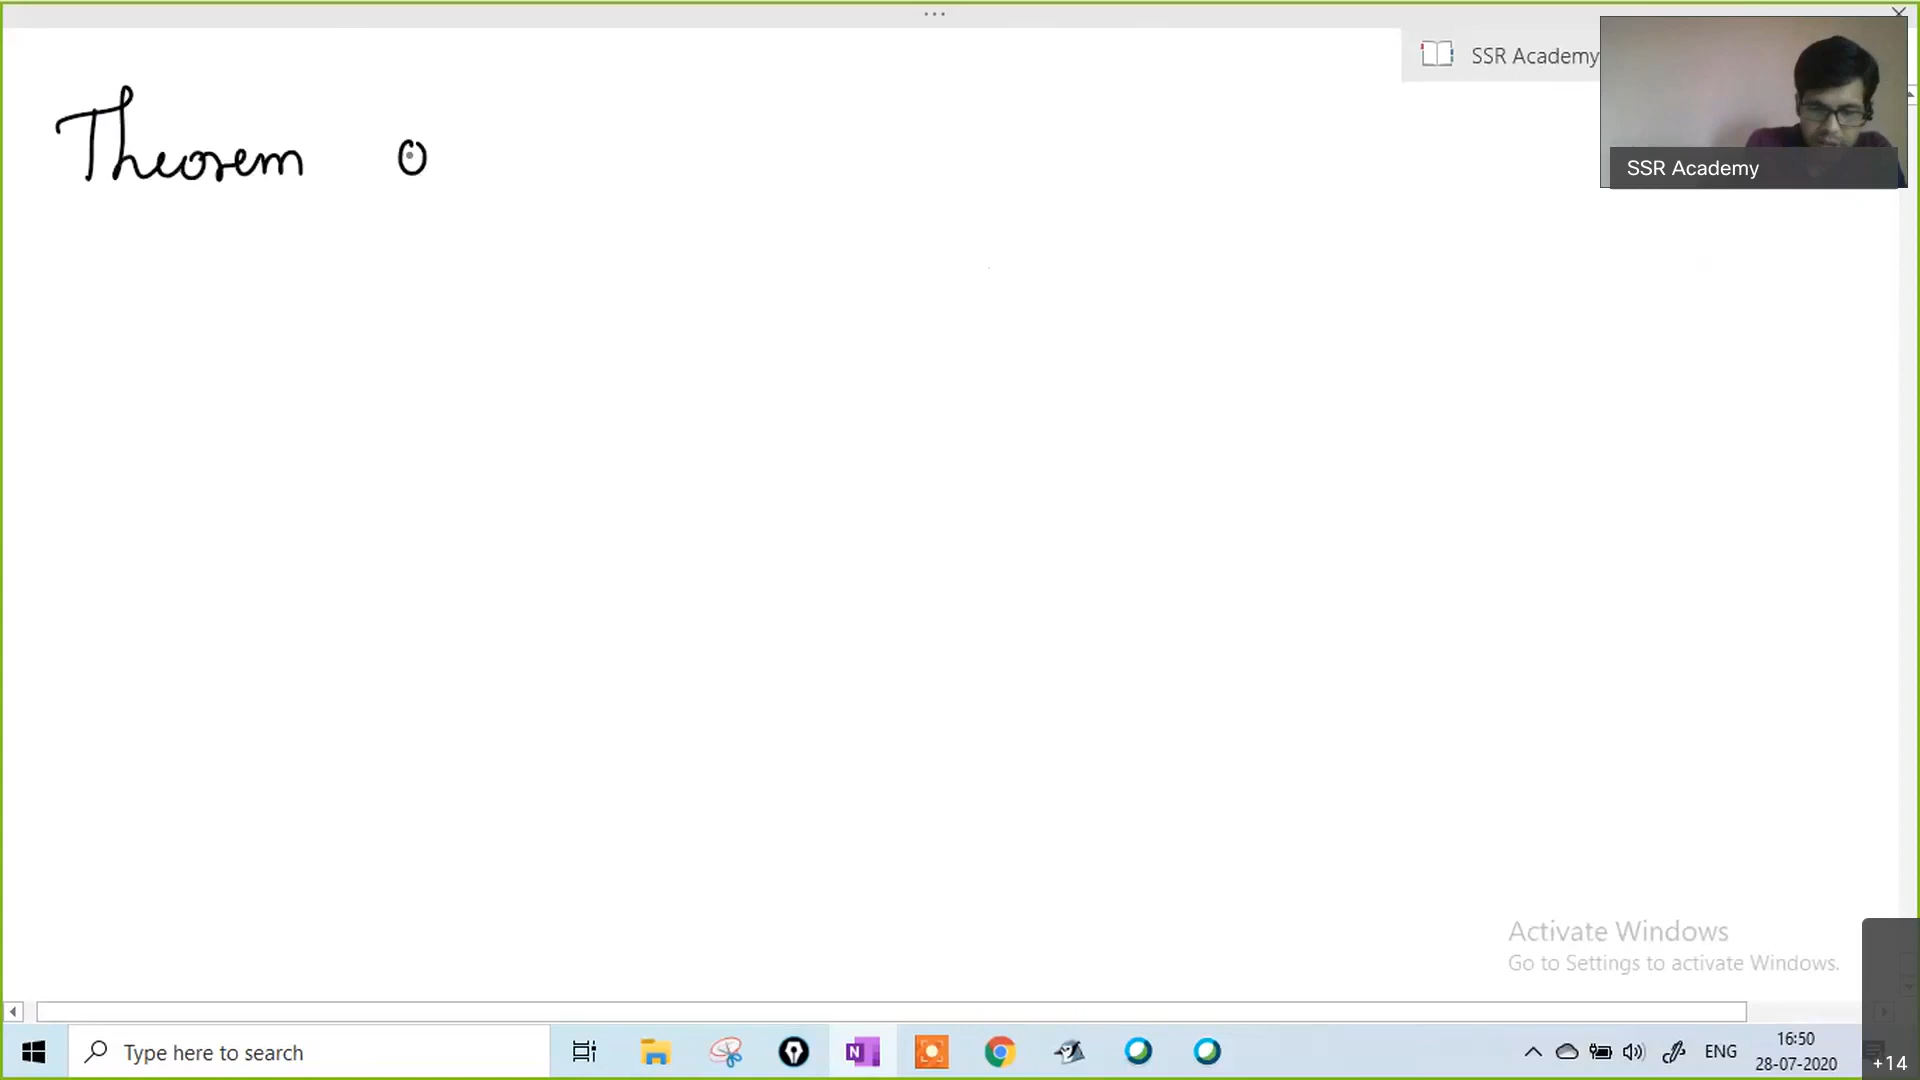 SSR Academy
SSR Academy
Theorem o
Activate Windows
Go to Settings to activate Windows.
Type here to search
N
ENG
16:50
28-07-2020
+14